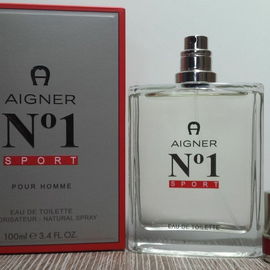 AIGNER
Nº1
SPORT
POUR HOMME
EAU DE TOILETTE
VAPORISATEUR - NATURAL SPRAY
100ml ℮ 3.4 FL.OZ.
AIGNER
Nº1
SPORT
EAU DE TOILETTE